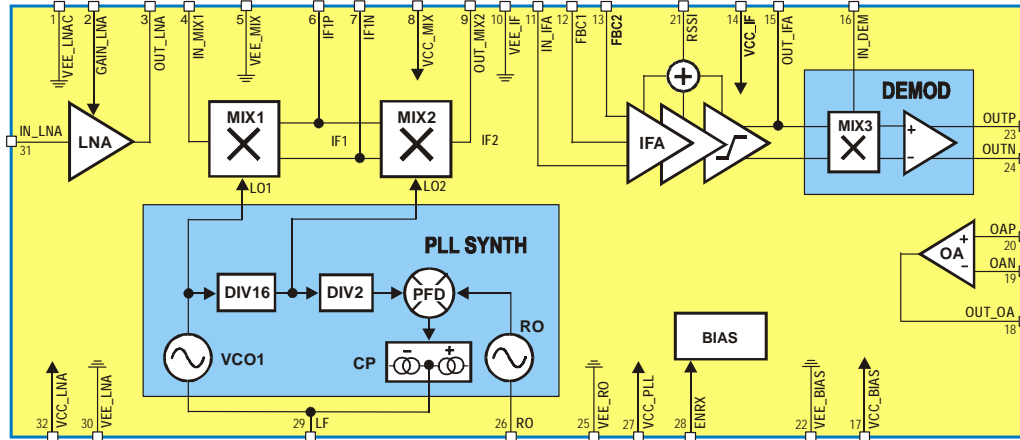 1 VEE_LNAC
2 GAIN_LNA
3 OUT_LNA
4 IN_MIX1
5 VEE_MIX
6 IF1P
7 IF1N
8 VCC_MIX
9 OUT_MIX2
10 VEE_IF
11 IN_IFA
12 FBC1
13 FBC2
21 RSSI
14 VCC_IF
15 OUT_IFA
16 IN_DEM
DEMOD
IN_LNA
31
LNA
MIX1
IF1
MIX2
IF2
IFA
MIX3
+
−
OUTP
23
OUTN
24
LO1
LO2
PLL SYNTH
DIV16
DIV2
PFD
RO
VCO1
CP
−
+
BIAS
OA
+
−
OAP
20
OAN
19
OUT_OA
18
32 VCC_LNA
30 VEE_LNA
29 LF
26 RO
25 VEE_RO
27 VCC_PLL
28 ENRX
22 VEE_BIAS
17 VCC_BIAS